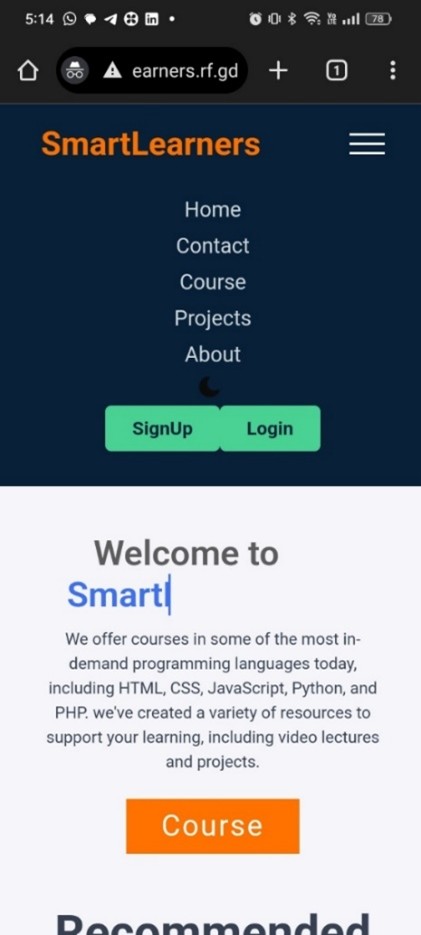 5:14
78
earners.rf.gd
1
SmartLearners
Home
Contact
Course
Projects
About
SignUp Login
Welcome to
Smartl
We offer courses in some of the most in-
demand programming languages today,
including HTML, CSS, JavaScript, Python, and
PHP. we've created a variety of resources to
support your learning, including video lectures
and projects.
Course
Recommended